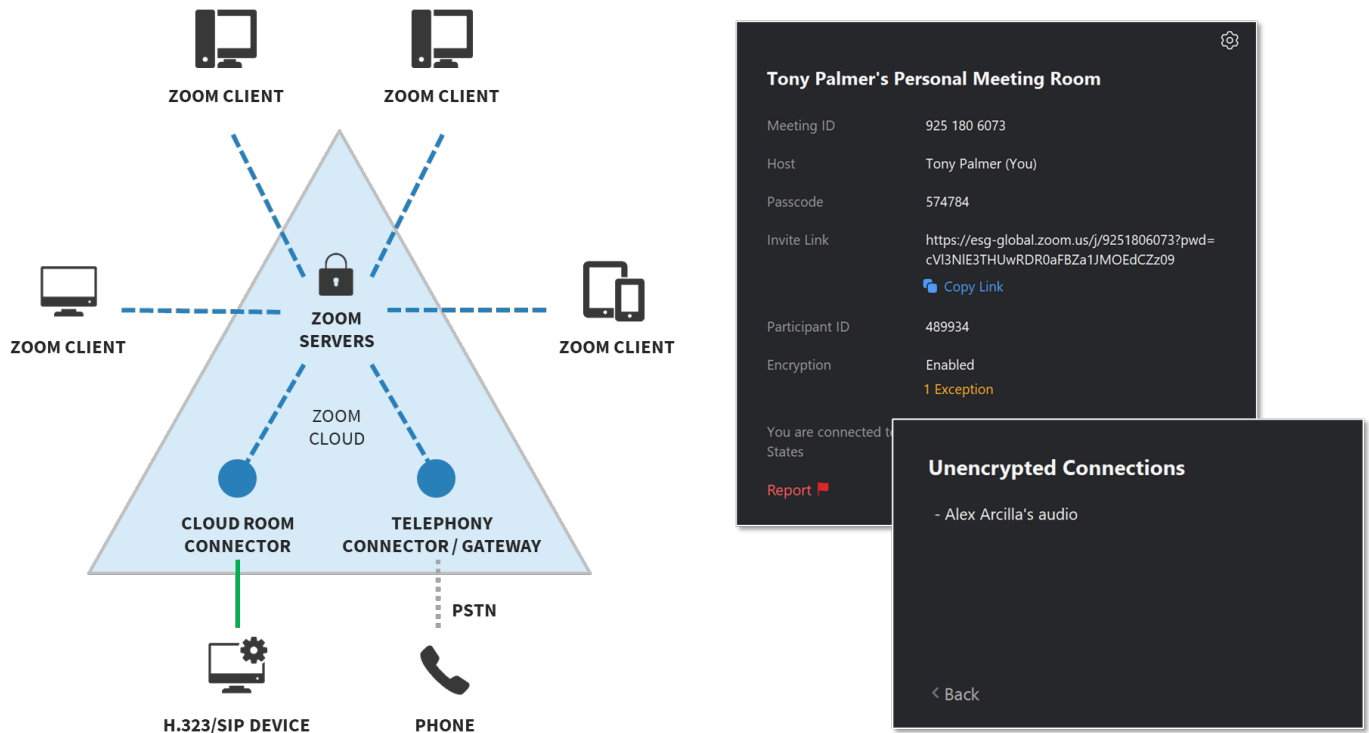 ZOOM CLIENT
ZOOM CLIENT
ZOOM CLIENT
ZOOM SERVERS
ZOOM CLIENT
ZOOM
CLOUD
CLOUD ROOM
CONNECTOR
TELEPHONY
CONNECTOR / GATEWAY
PSTN
H.323/SIP DEVICE
PHONE
Tony Palmer's Personal Meeting Room
Meeting ID 925 180 6073
Host Tony Palmer (You)
Passcode 574784
Invite Link https://esg-global.zoom.us/j/9251806073?pwd=
cVl3NlE3THUwRDR0aFBZa1JMOEdCZz09
Copy Link
Participant ID 489934
Encryption Enabled
1 Exception
You are connected t
States
Report
Unencrypted Connections
- Alex Arcilla's audio
Back